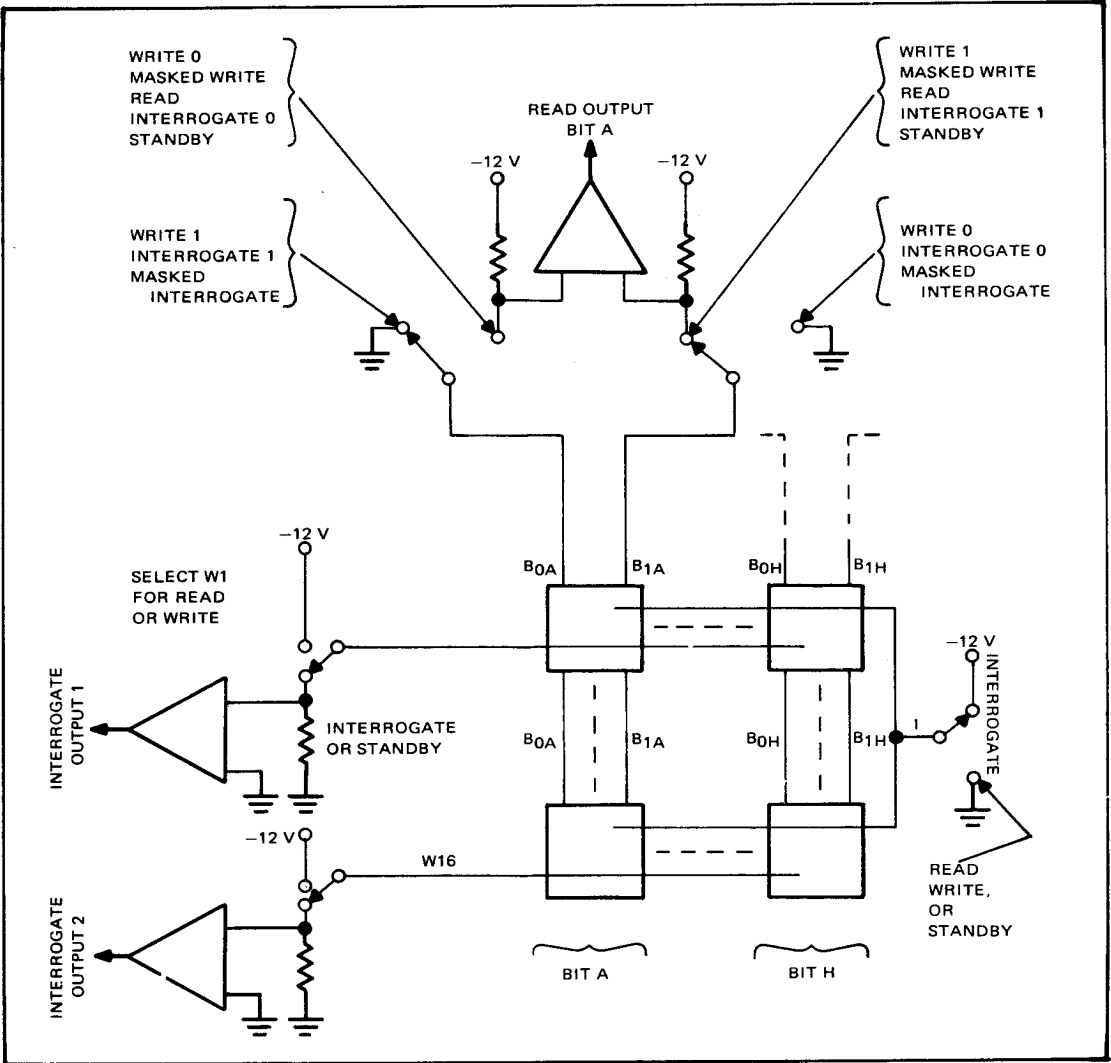 WRITE 0
MASKED WRITE
READ
INTERROGATE 0
STANDBY
WRITE 1
MASKED WRITE
READ
INTERROGATE 1
STANDBY
READ OUTPUT
BIT A
−12 V
−12 V
WRITE 1
INTERROGATE 1
MASKED
INTERROGATE
WRITE 0
INTERROGATE 0
MASKED
INTERROGATE
−12 V
SELECT W1
FOR READ
OR WRITE
B0A
B1A
B0H
B1H
−12 V
INTERROGATE
INTERROGATE
OUTPUT 1
INTERROGATE
OR STANDBY
B0A
B1A
B0H
B1H
1
−12 V
W16
READ
WRITE,
OR
STANDBY
INTERROGATE
OUTPUT 2
BIT A
BIT H